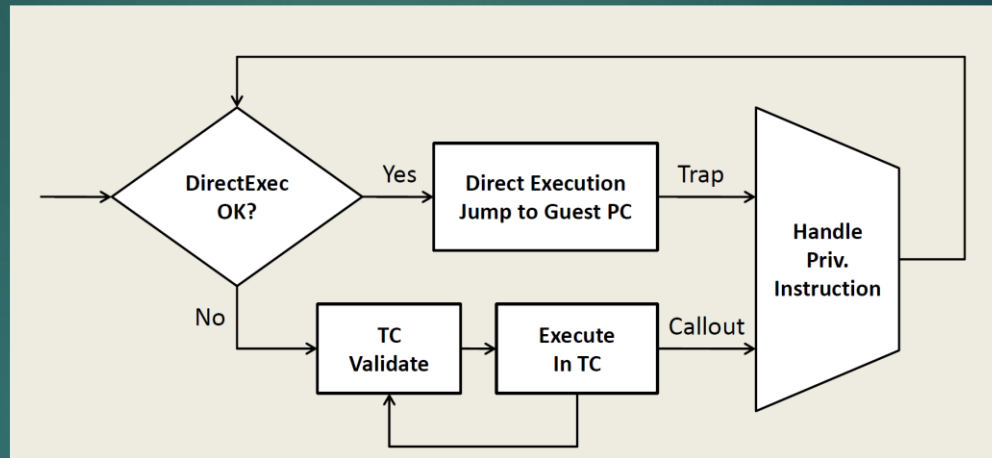 DirectExec
OK?
Yes
Direct Execution
Jump to Guest PC
Trap
Handle
Priv.
Instruction
No
TC
Validate
Execute
In TC
Callout